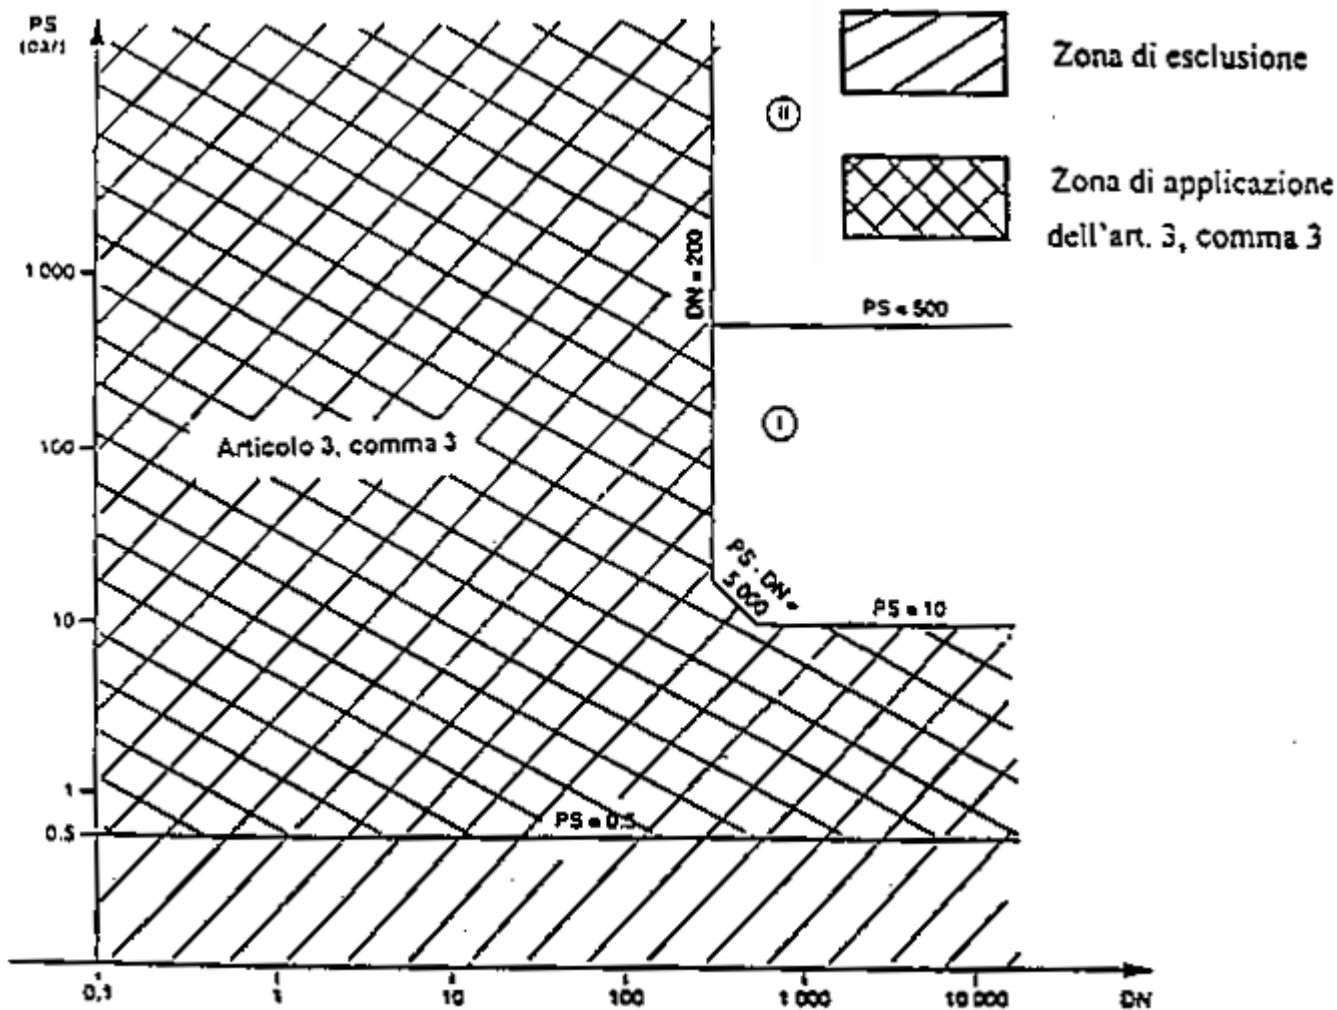 PS
(bar)
Zona di esclusione
II
Zona di applicazione
dell'art. 3, comma 3
DN = 200
1 000
PS = 500
I
Articolo 3, comma 3
100
PS · DN =
5 000
PS = 10
10
1
PS = 0,5
0.5
0,1
1
10
100
1 000
10 000
DN